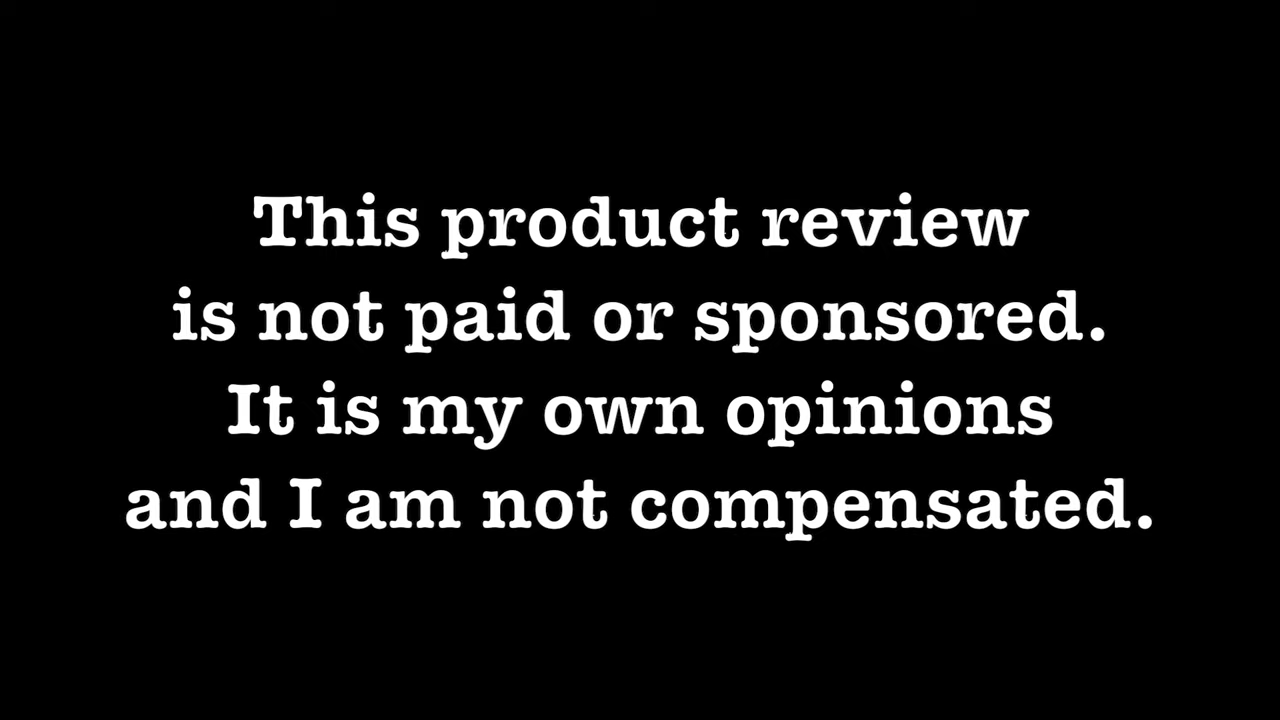 This product review
is not paid or sponsored.
It is my own opinions
and I am not compensated.